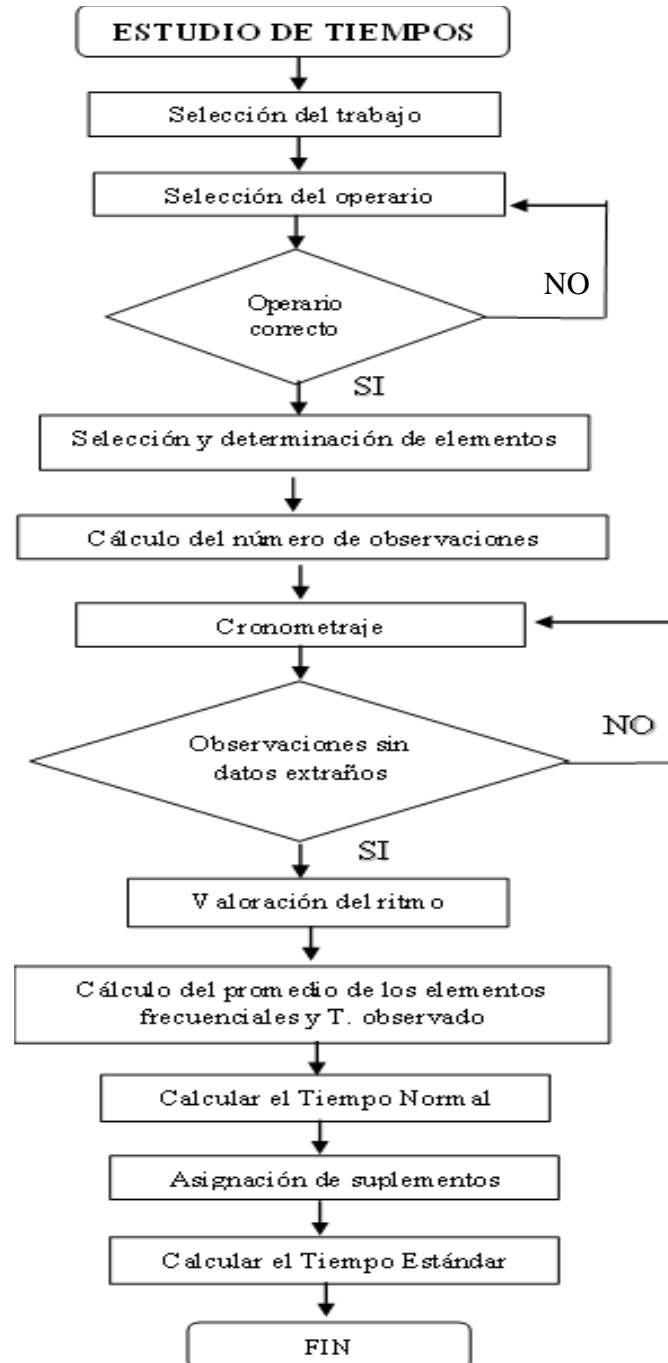 ESTUDIO DE TIEMPOS
Selección del trabajo
Selección del operario
Operario
correcto
NO
SI
Selección y determinación de elementos
Cálculo del número de observaciones
Cronometraje
Observaciones sin
datos extraños
NO
SI
Valoración del ritmo
Cálculo del promedio de los elementos
frecuenciales y T. observado
Calcular el Tiempo Normal
Asignación de suplementos
Calcular el Tiempo Estándar
FIN